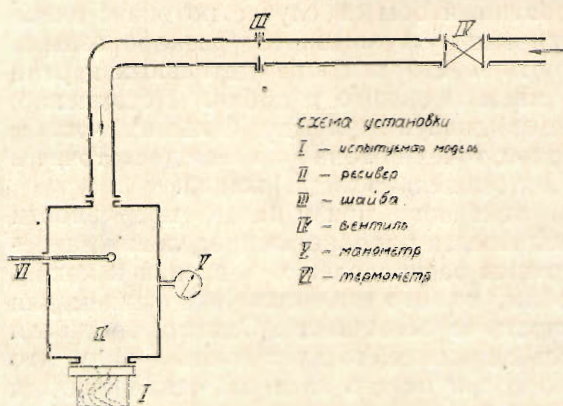 III
IV
схема установки
I – испытуемая модель
II – ресивер
III – шайба
IV – вентиль
V – манометр
VI – термометр
VI
V
II
I